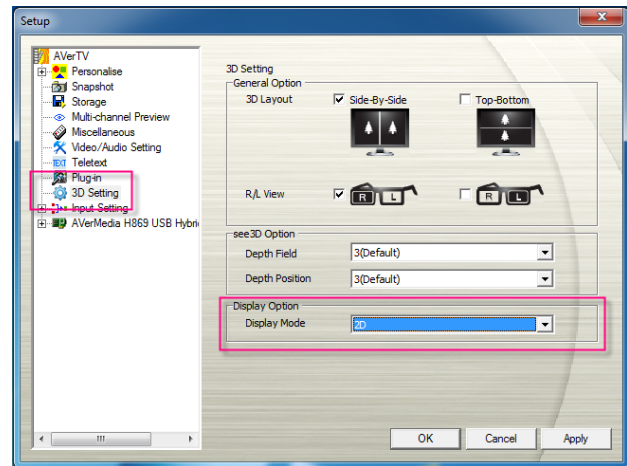 Setup
AVerTV
Personalise
Snapshot
Storage
Multi-channel Preview
Miscellaneous
Video/Audio Setting
TEXT Teletext
Plug-in
3D Setting
Input Setting
AVerMedia H869 USB Hybri
3D Setting
General Option
3D Layout
Side-By-Side
Top-Bottom
R/L View
R L
R L
see3D Option
Depth Field
3(Default)
Depth Position
3(Default)
Display Option
Display Mode
2D
OK
Cancel
Apply